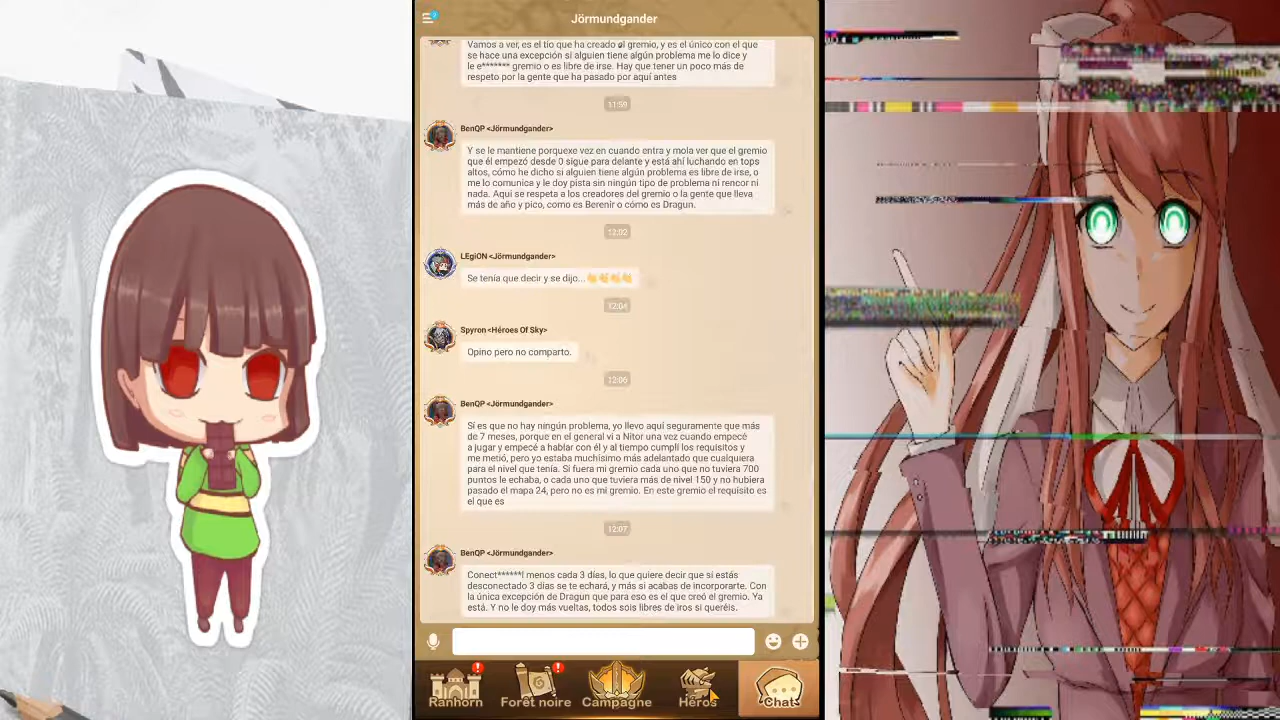 Jörmundgander
Vamos a ver, es el tío que ha creado el gremio, y es el único con el que
se hace una excepción si alguien tiene algún problema me lo dice y
le e******* gremio o es libre de irse. Hay que tener un poco más de
respeto por la gente que ha pasado por aquí antes
11:59
BenQP <Jörmundgander>
Y se le mantiene porquexe vez en cuando entra y mola ver que el gremio
que él empezó desde 0 sigue para delante y está ahí luchando en tops
altos, cómo he dicho si alguien tiene algún problema es libre de irse, o
me lo comunica y le doy pista sin ningún tipo de problema ni rencor ni
nada. Aqui se respeta a los creadores del gremio o la gente que lleva
más de año y pico, como es Berenir o cómo es Dragun.
12:02
LEgiON <Jörmundgander>
Se tenía que decir y se dijo...👏👏👏👏
12:04
Spyron <Héroes Of Sky>
Opino pero no comparto.
12:06
BenQP <Jörmundgander>
Si es que no hay ningún problema, yo llevo aquí seguramente que más
de 7 meses, porque en el general vi a Nitor una vez cuando empecé
a jugar y empecé a hablar con él y al tiempo cumplí los requisitos y
me metió, pero yo estaba muchísimo más adelantado que cualquera
para el nivel que tenía. Si fuera mi gremio cada uno que no tuviera 700
puntos le echaba, o cada uno que tuviera más de nivel 150 y no hubiera
pasado el mapa 24, pero no es mi gremio. En este gremio el requisito es
el que es
12:07
BenQP <Jörmundgander>
Conect******l menos cada 3 días, lo que quiere decir que si estás
desconectado 3 dias se te echará, y más si acabas de incorporarte. Con
la única excepción de Dragun que para eso es el que creó el gremio. Ya
está. Y no le doy más vueltas, todos sois libres de iros si queréis.
Ranhorn
Forêt noire
Campagne
Héros
Chat